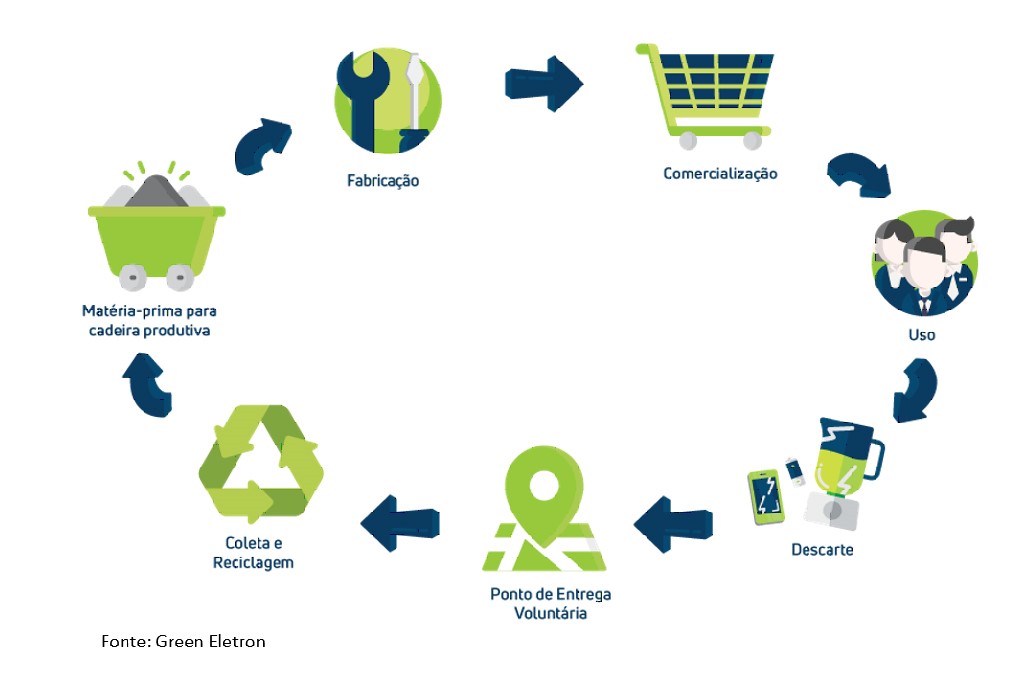 Fabricação
Comercialização
Uso
Descarte
Ponto de Entrega
Voluntária
Coleta e
Reciclagem
Matéria-prima para
cadeira produtiva
Fonte: Green Eletron